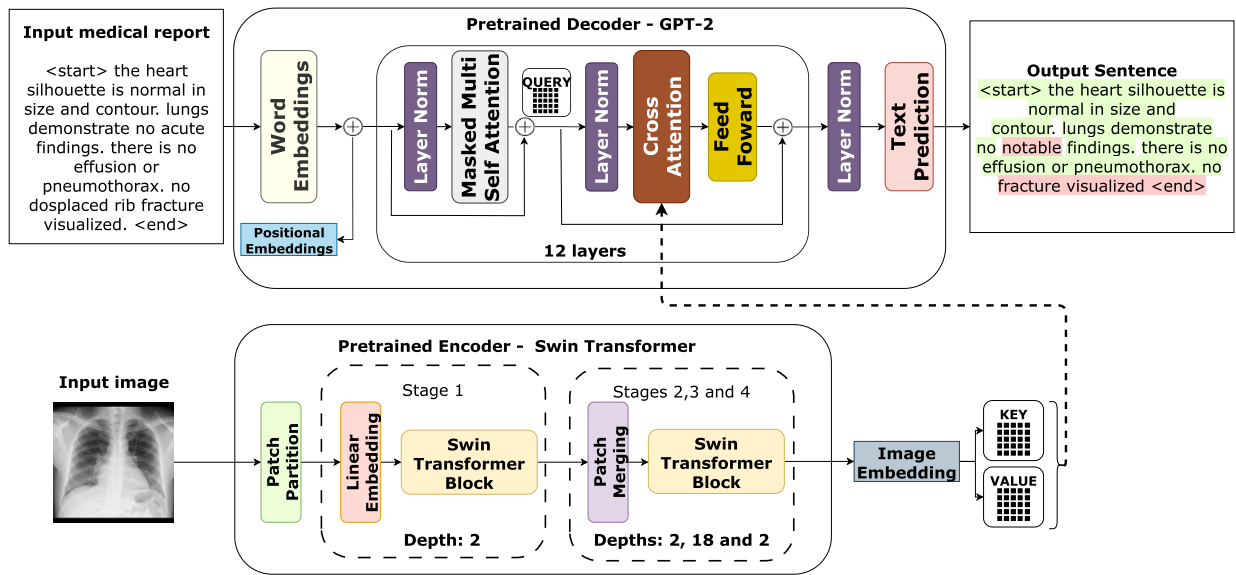 Input medical report
<start> the heart
silhouette is normal in
size and contour. lungs
demonstrate no acute
findings. there is no
effusion or
pneumothorax. no
dosplaced rib fracture
visualized. <end>
Pretrained Decoder - GPT-2
Word
Embeddings
Positional
Embeddings
Layer Norm
Masked Multi
Self Attention
QUERY
Layer Norm
Cross
Attention
Feed
Foward
12 layers
Layer Norm
Text
Prediction
Output Sentence
<start> the heart silhouette is
normal in size and
contour. lungs demonstrate
no notable findings. there is no
effusion or pneumothorax. no
fracture visualized <end>
Pretrained Encoder - Swin Transformer
Input image
Patch
Partition
Stage 1
Linear
Embedding
Swin
Transformer
Block
Depth: 2
Stages 2,3 and 4
Patch
Merging
Swin
Transformer
Block
Depths: 2, 18 and 2
Image
Embedding
KEY
VALUE